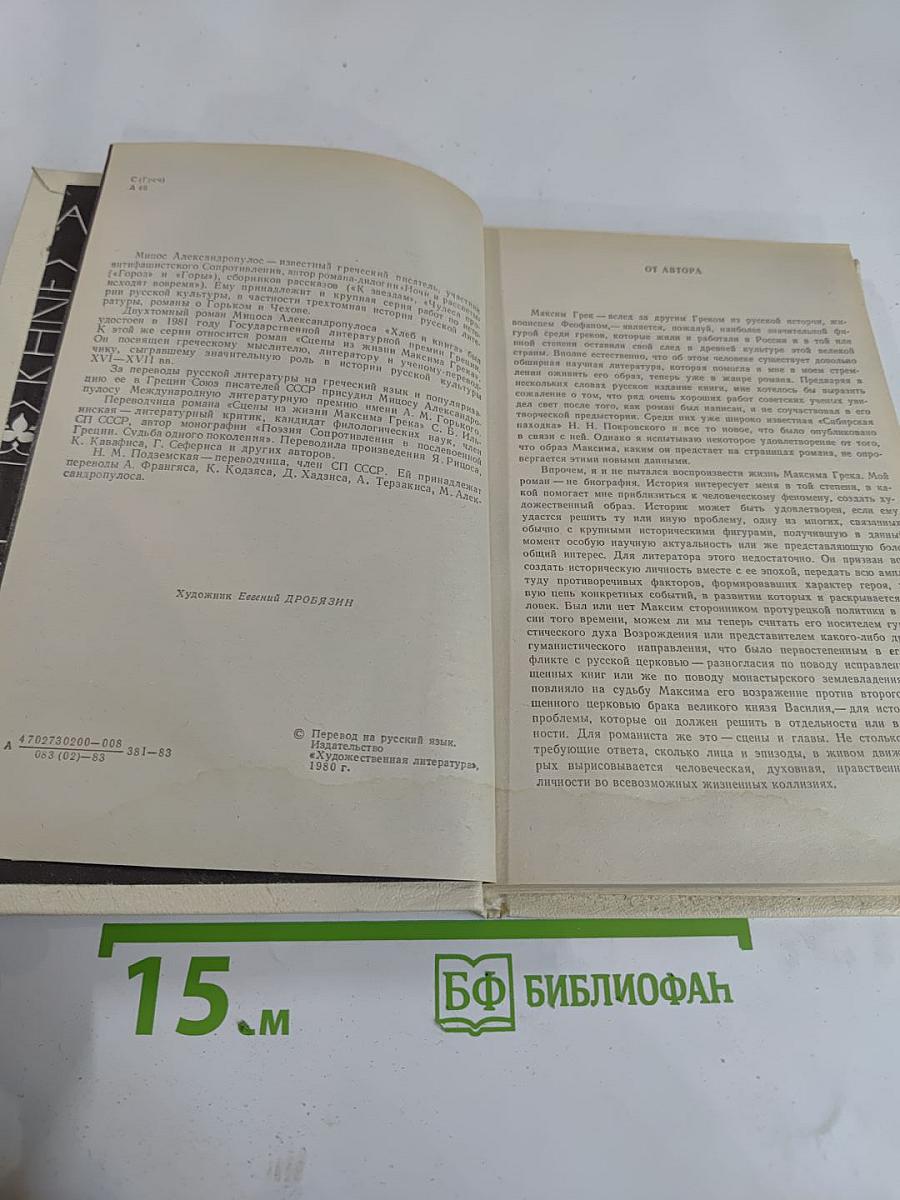 С (Греч)
А 46
Мицос Александропулос — известный греческий писатель, участник
антифашистского Сопротивления, автор романа-дилогии «Ночи и рассветы»
(«Город» и «Горы»), сборников рассказов («К звездам», «Чудеса про-
исходят вовремя»). Ему принадлежит и крупная серия работ по исто-
рии русской культуры, в частности трехтомная история русской лите-
ратуры, романы о Горьком и Чехове.
Двухтомный роман Мицоса Александропулоса «Хлеб и книга» был
удостоен в 1981 году Государственной литературной премии Греции.
К этой же серии относится роман «Сцены из жизни Максима Грека».
Он посвящен греческому мыслителю, литератору и ученому-перевод-
чику, сыгравшему значительную роль в истории русской культуры
XVI—XVII вв.
За переводы русской литературы на греческий язык и популяриза-
цию ее в Греции Союз писателей СССР присудил Мицосу Александро-
пулосу Международную литературную премию имени А. М. Горького.
Переводчица романа «Сцены из жизни Максима Грека» С. Б. Иль-
инская — литературный критик, кандидат филологических наук, член
СП СССР, автор монографии «Поэзия Сопротивления в послевоенной
Греции. Судьба одного поколения». Переводила произведения Я. Рицоса,
К. Кавафиса, Г. Сефериса и других авторов.
Н. М. Подземская — переводчица, член СП СССР. Ей принадлежат
переводы А. Франгяса, К. Кодзяса, Д. Хадзиса, А. Терзакиса, М. Алек-
сандропулоса.
Художник Евгений ДРОБЯЗИН
А 4702730200—008 381—83
083 (02)—83
© Перевод на русский язык.
Издательство
«Художественная литература»,
1980 г.
ОТ АВТОРА
Максим Грек — вслед за другим Греком из русской истории, жи-
вописцем Феофаном,— является, пожалуй, наиболее значительной фи-
гурой среди греков, которые жили и работали в России и в той или
иной степени оставили свой след в древней культуре этой великой
страны. Вполне естественно, что об этом человеке существует довольно
обширная научная литература, которая помогла и мне в моем стрем-
лении оживить его образ, теперь уже в жанре романа. Предваряя в
нескольких словах русское издание книги, мне хотелось бы выразить
сожаление о том, что ряд очень хороших работ советских ученых уви-
дел свет после того, как роман был написан, и не соучаствовал в его
творческой предыстории. Среди них уже широко известная «Сибирская
находка» Н. Н. Покровского и все то новое, что было опубликовано
в связи с ней. Однако я испытываю некоторое удовлетворение от того,
что образ Максима, каким он предстает на страницах романа, не опро-
вергается этими новыми данными.
Впрочем, я и не пытался воспроизвести жизнь Максима Грека. Мой
роман — не биография. История интересует меня в той степени, в ка-
кой помогает мне приблизиться к человеческому феномену, создать ху-
дожественный образ. Историк может быть удовлетворен, если ему
удастся решить ту или иную проблему, одну из многих, связанных
обычно с крупными историческими фигурами, получившую в данный
момент особую научную актуальность или же представляющую боле
общий интерес. Для литератора этого недостаточно. Он призван во
создать историческую личность вместе с ее эпохой, передать всю ампл
туду противоречивых факторов, формировавших характер героя, 
вую цепь конкретных событий, в развитии которых и раскрывается
ловек. Был или нет Максим сторонником протурецкой политики в
сии того времени, можем ли мы теперь считать его носителем гу
стического духа Возрождения или представителем какого-либо д
гуманистического направления, что было первостепенным в е
фликте с русской церковью — разногласия по поводу исправлен
щенных книг или же по поводу монастырского землевладения
повлияло на судьбу Максима его возражение против второго
щенного церковью брака великого князя Василия,— для исто
проблемы, которые он должен решить в отдельности или в
ности. Для романиста же это — сцены и главы. Не столько
требующие ответа, сколько лица и эпизоды, в живом движ
рых вырисовывается человеческая, духовная, нравственн
личности во всевозможных жизненных коллизиях.
15 см
БФ БИБЛИОФАН